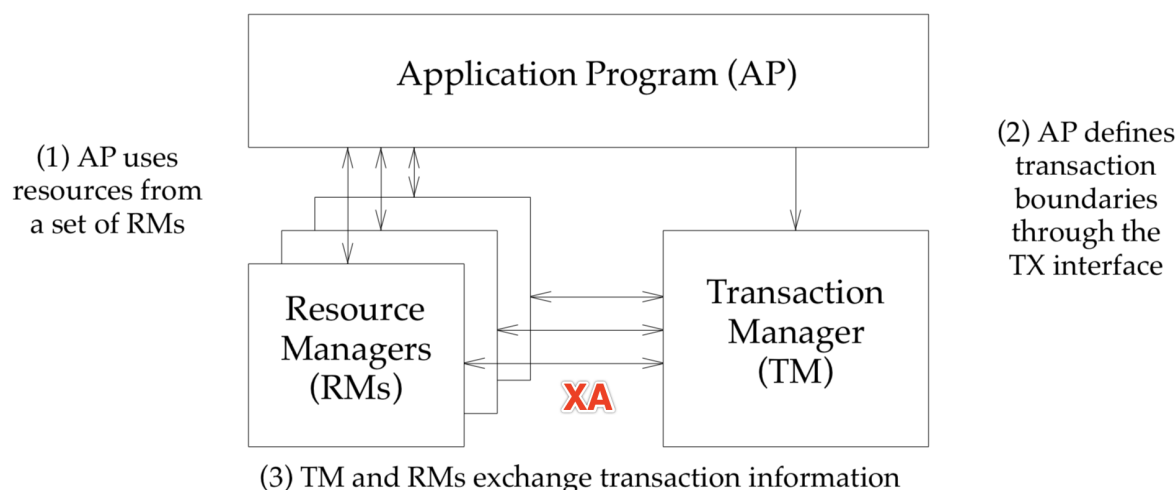 Application Program (AP)
(1) AP uses
resources from
a set of RMs
(2) AP defines
transaction
boundaries
through the
TX interface
Resource
Managers
(RMs)
Transaction
Manager
(TM)
XA
(3) TM and RMs exchange transaction information